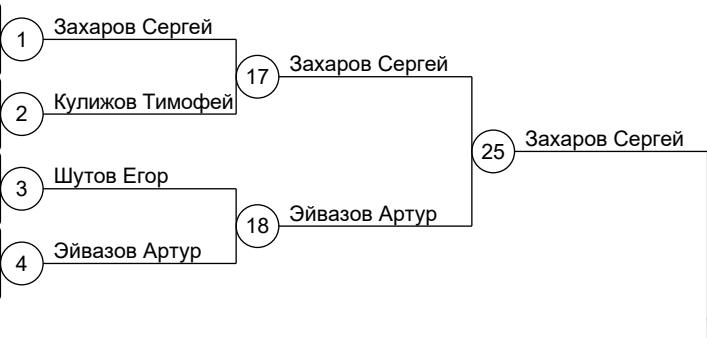 1 Захаров Сергей
17 Захаров Сергей
2 Кулижов Тимофей
25 Захаров Сергей
3 Шутов Егор
18 Эйвазов Артур
4 Эйвазов Артур